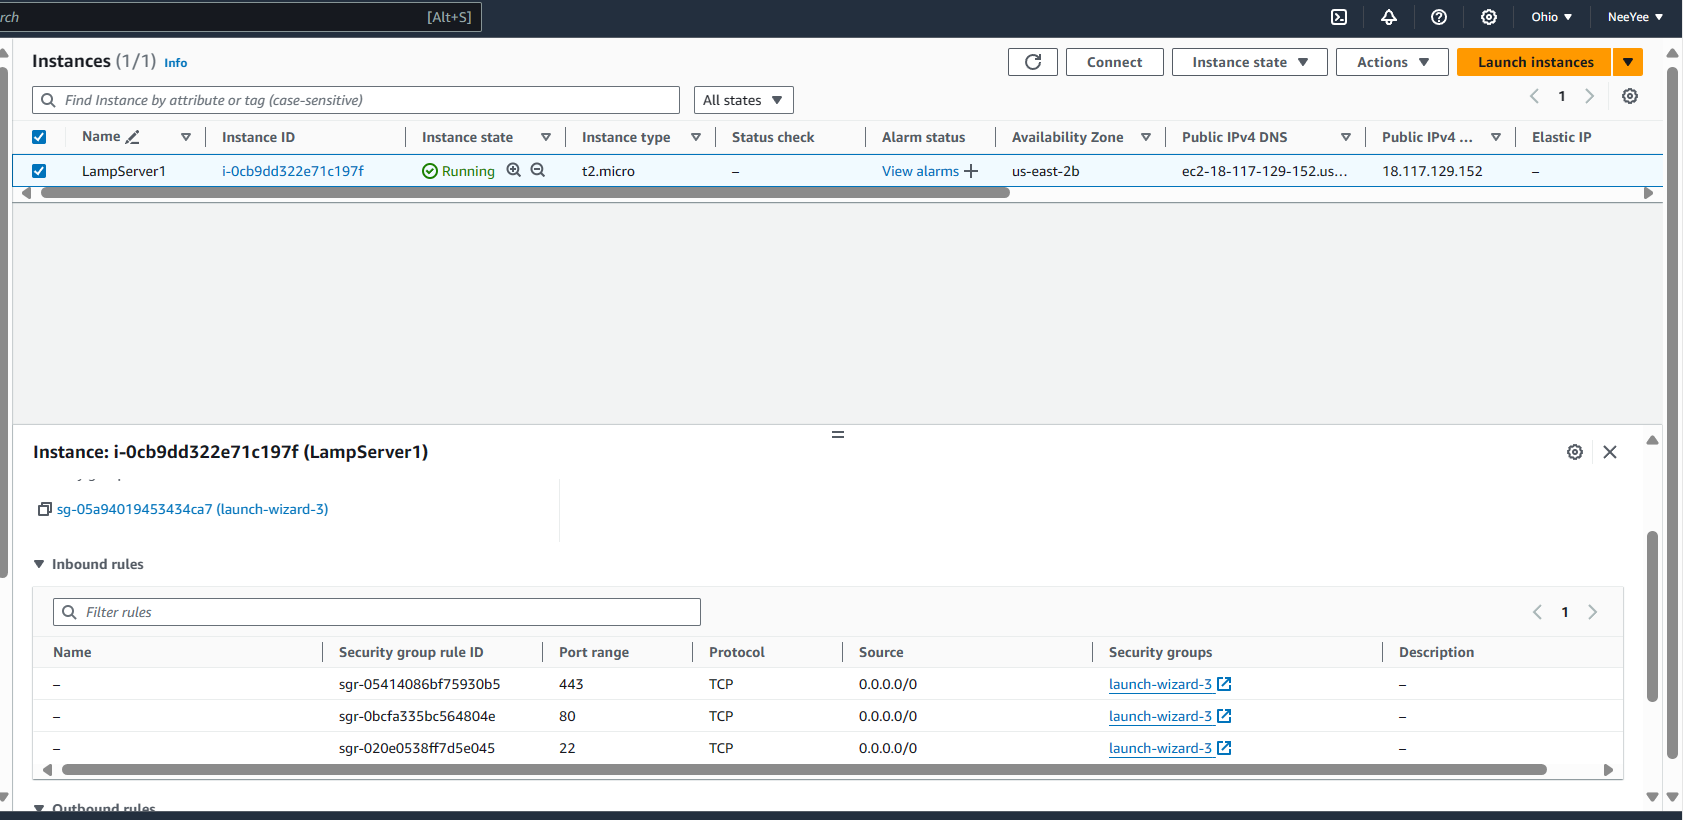 rch [Alt+S] Ohio NeeYee
Instances (1/1) Info Connect Instance state Actions Launch instances
Find Instance by attribute or tag (case-sensitive) All states 1
Name Instance ID Instance state Instance type Status check Alarm status Availability Zone Public IPv4 DNS Public IPv4 ... Elastic IP
LampServer1 i-0cb9dd322e71c197f Running t2.micro – View alarms + us-east-2b ec2-18-117-129-152.us... 18.117.129.152 –
Instance: i-0cb9dd322e71c197f (LampServer1)
sg-05a94019453434ca7 (launch-wizard-3)
Inbound rules
Filter rules 1
Name Security group rule ID Port range Protocol Source Security groups Description
– sgr-05414086bf75930b5 443 TCP 0.0.0.0/0 launch-wizard-3 –
– sgr-0bcfa335bc564804e 80 TCP 0.0.0.0/0 launch-wizard-3 –
– sgr-020e0538ff7d5e045 22 TCP 0.0.0.0/0 launch-wizard-3 –
Outbound rules